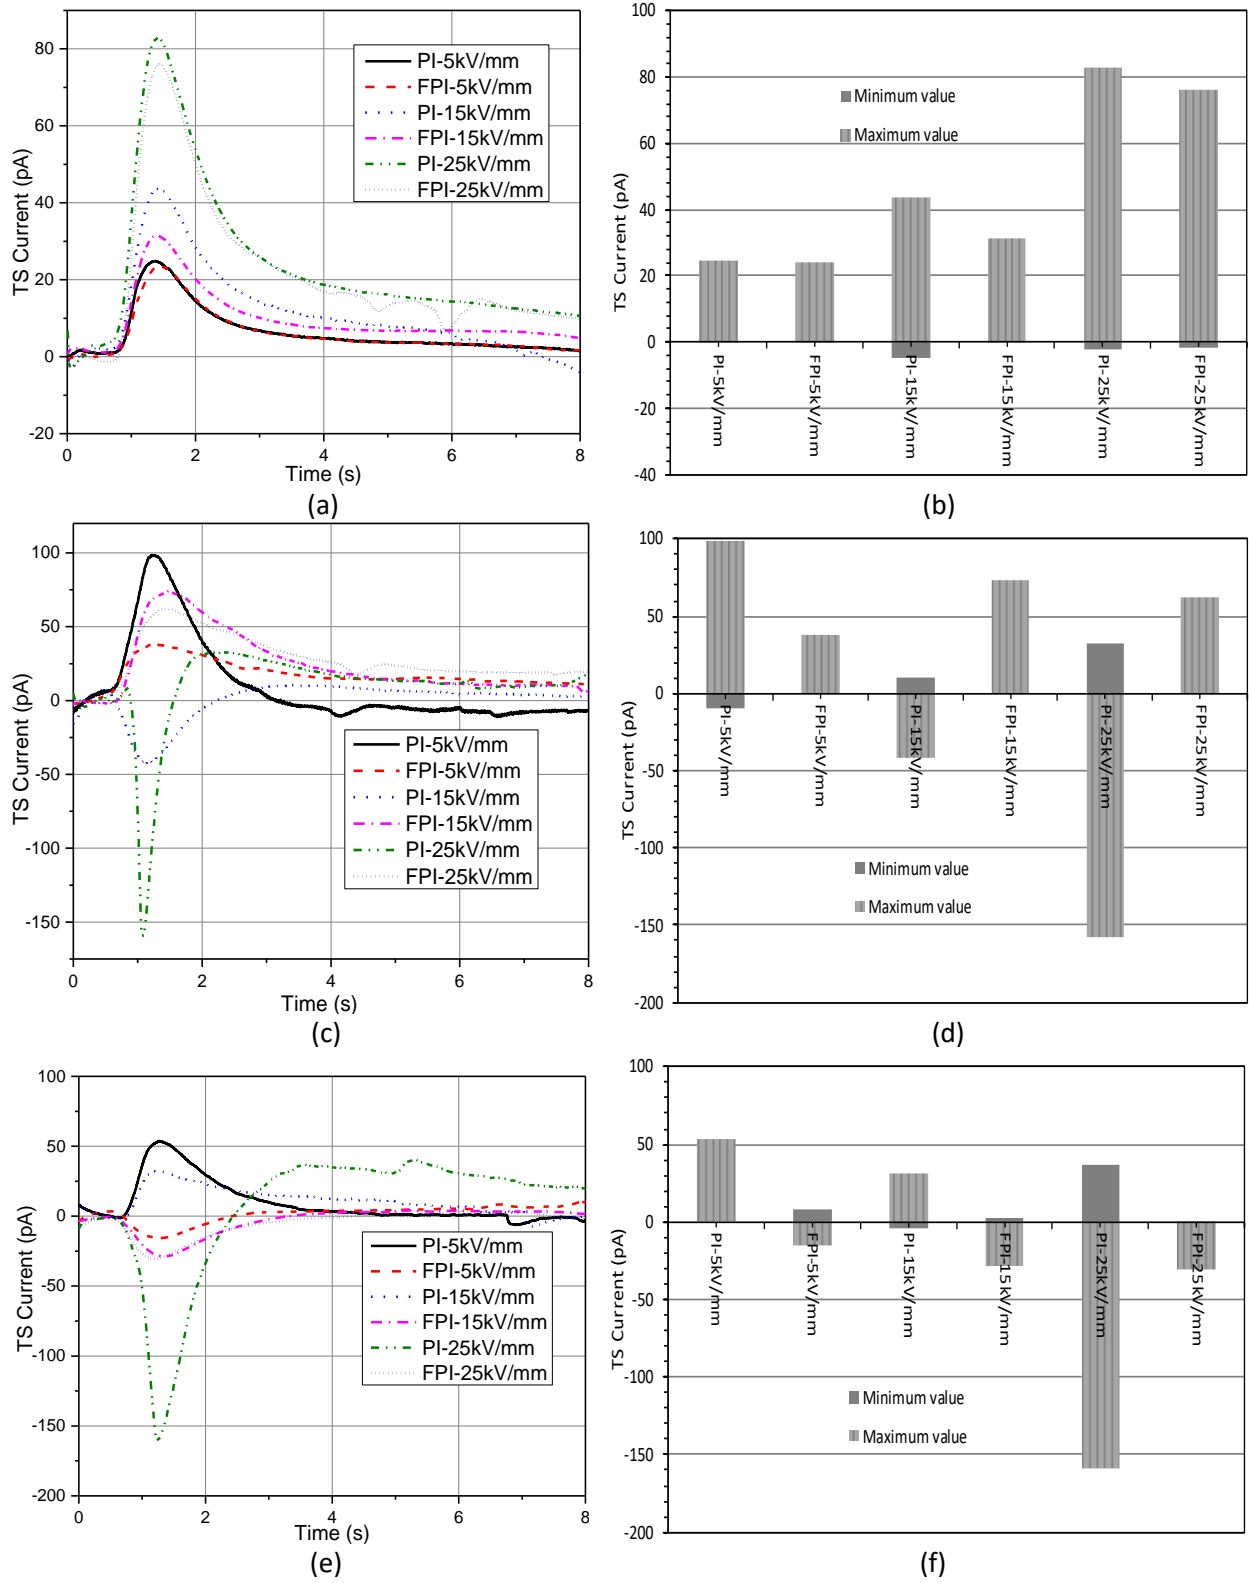 100
80
60
40
20
0
-20
TS Current (pA)
PI-5kV/mm
FPI-5kV/mm
PI-15kV/mm
FPI-15kV/mm
PI-25kV/mm
FPI-25kV/mm
0 2 4 6 8
Time (s)
(a)
100
80
60
40
20
0
-20
-40
TS Current (pA)
Minimum value
Maximum value
PI-5kV/mm
FPI-5kV/mm
PI-15kV/mm
FPI-15kV/mm
PI-25kV/mm
FPI-25kV/mm
(b)
100
50
0
-50
-100
-150
TS Current (pA)
PI-5kV/mm
FPI-5kV/mm
PI-15kV/mm
FPI-15kV/mm
PI-25kV/mm
FPI-25kV/mm
0 2 4 6 8
Time (s)
(c)
100
50
0
-50
-100
-150
-200
TS Current (pA)
PI-5kV/mm
FPI-5kV/mm
PI-15kV/mm
FPI-15kV/mm
PI-25kV/mm
FPI-25kV/mm
Minimum value
Maximum value
(d)
100
50
0
-50
-100
-150
-200
TS Current (pA)
PI-5kV/mm
FPI-5kV/mm
PI-15kV/mm
FPI-15kV/mm
PI-25kV/mm
FPI-25kV/mm
0 2 4 6 8
Time (s)
(e)
100
50
0
-50
-100
-150
-200
TS Current (pA)
PI-5kV/mm
FPI-5kV/mm
PI-15kV/mm
FPI-15kV/mm
PI-25kV/mm
FPI-25kV/mm
Minimum value
Maximum value
(f)